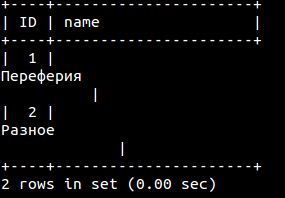 +----+----------------------+
| ID | name                 |
+----+----------------------+
|  1 |
Переферия
          |
|  2 |
Разное
             |
+----+----------------------+
2 rows in set (0.00 sec)